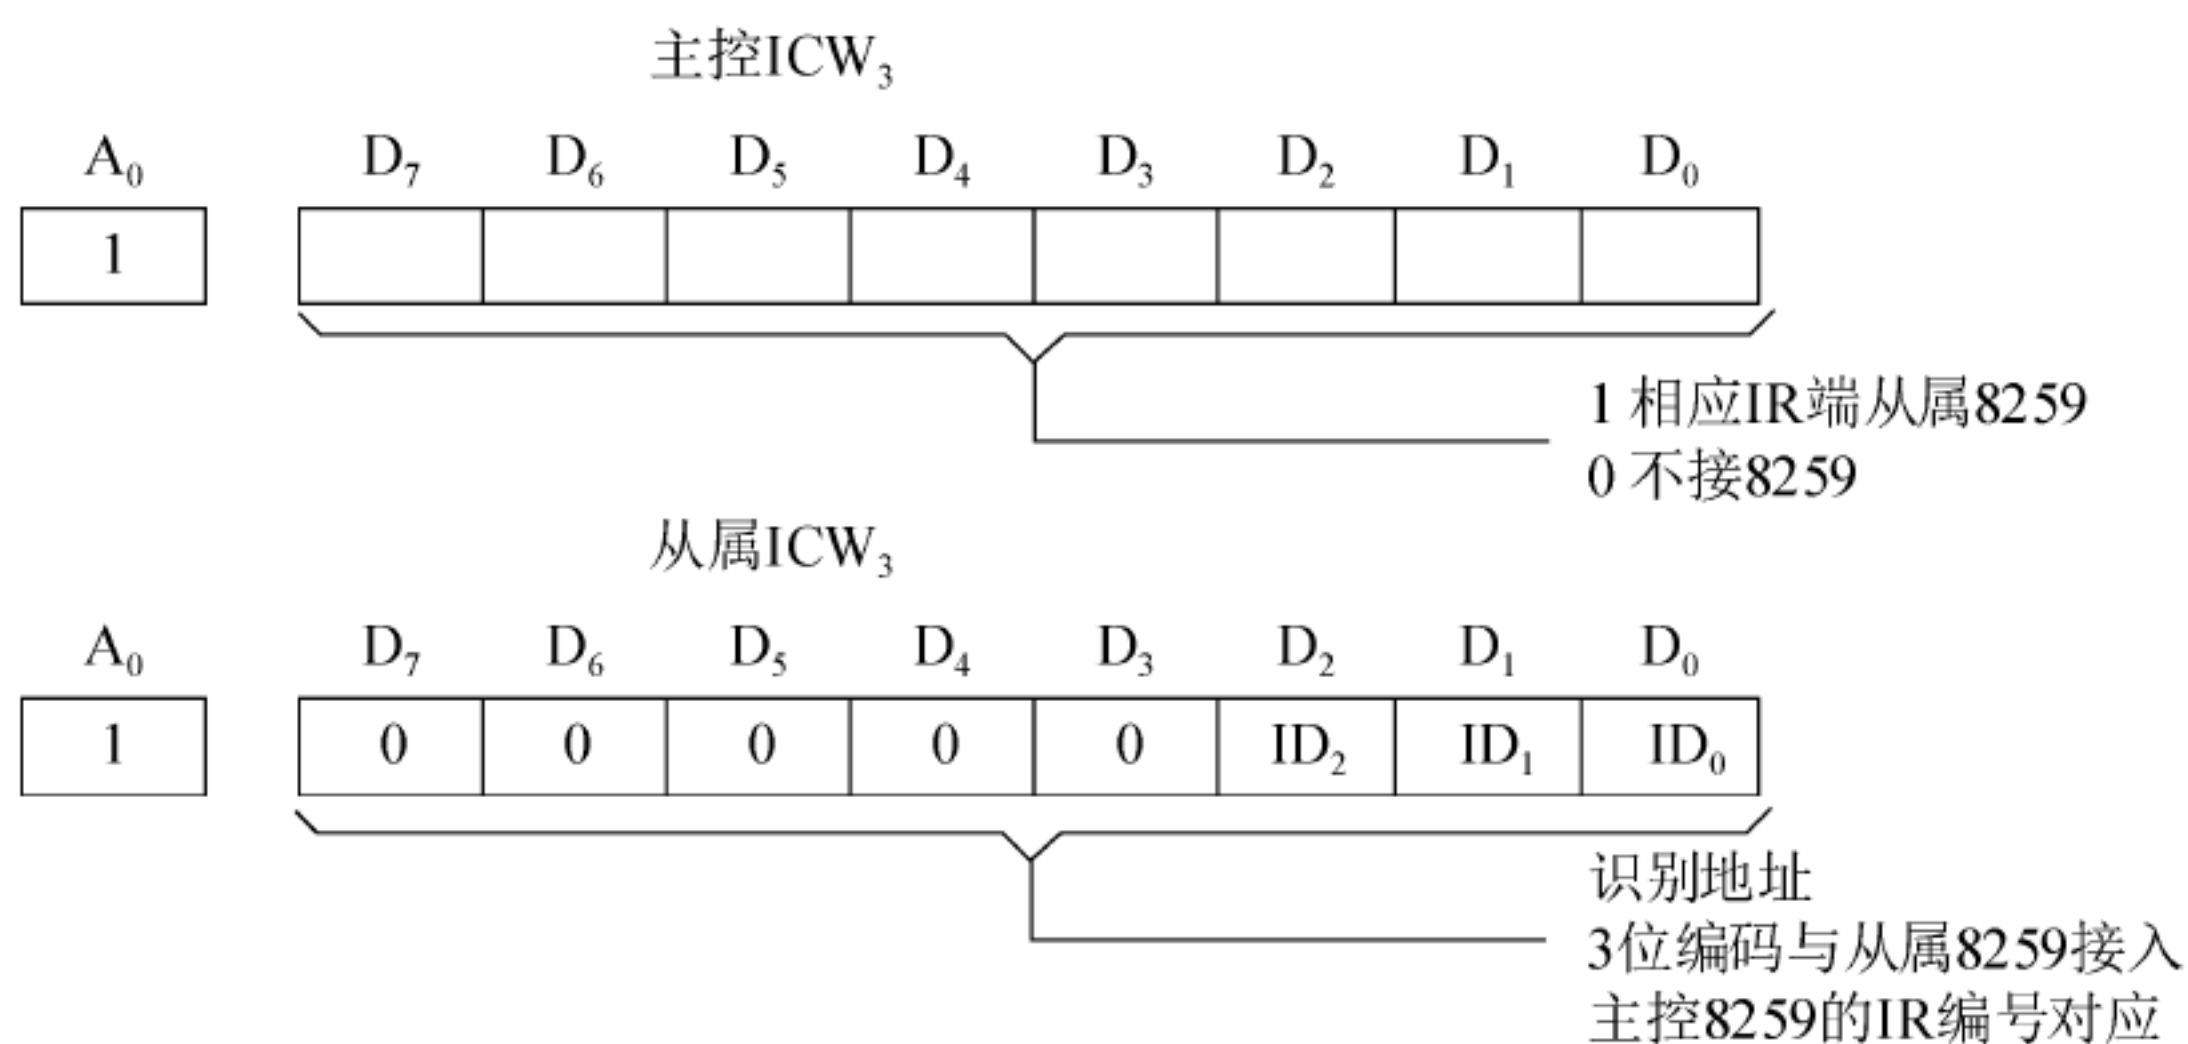 主控ICW₃
A₀ D₇ D₆ D₅ D₄ D₃ D₂ D₁ D₀
1
1 相应IR端从属8259
0 不接8259
从属ICW₃
A₀ D₇ D₆ D₅ D₄ D₃ D₂ D₁ D₀
1 0 0 0 0 0 ID₂ ID₁ ID₀
识别地址
3位编码与从属8259接入
主控8259的IR编号对应